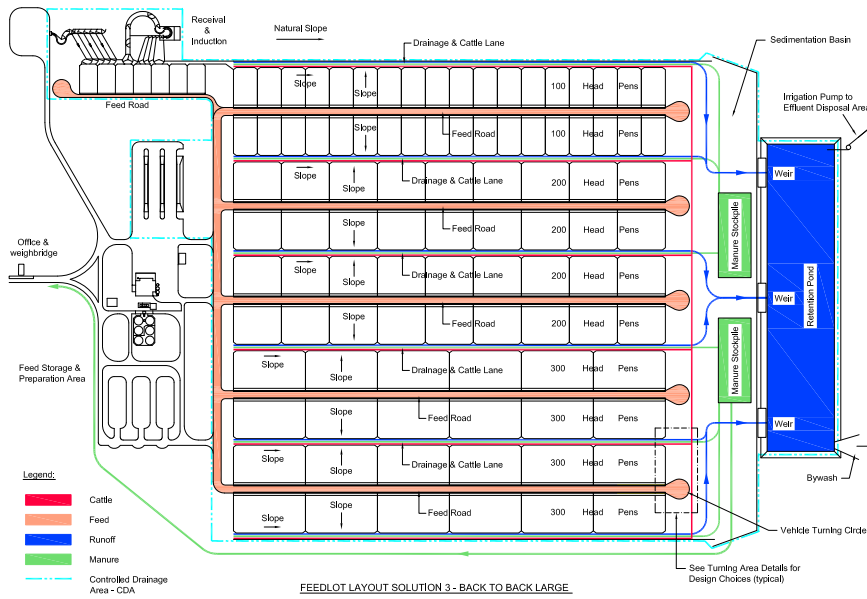 Receival
&
Induction
Natural Slope
Drainage & Cattle Lane
Sedimentation Basin
Slope
Slope
100 Head Pens
Irrigation Pump to
Effluent Disposal Area
Feed Road
Feed Road
Slope
100 Head Pens
Weir
Drainage & Cattle Lane
Slope
Slope
200 Head Pens
Manure Stockpile
Feed Road
Slope
200 Head Pens
Office &
weighbridge
Drainage & Cattle Lane
Slope
Slope
200 Head Pens
Weir
Retention Pond
Feed Road
Slope
200 Head Pens
Manure Stockpile
Feed Storage &
Preparation Area
Drainage & Cattle Lane
Slope
Slope
300 Head Pens
Feed Road
Slope
300 Head Pens
Weir
Drainage & Cattle Lane
Slope
Slope
300 Head Pens
Bywash
Feed Road
Slope
Slope
300 Head Pens
Vehicle Turning Circle
See Turning Area Details for
Design Choices (typical)
Legend:
Cattle
Feed
Runoff
Manure
Controlled Drainage
Area - CDA
FEEDLOT LAYOUT SOLUTION 3 - BACK TO BACK LARGE